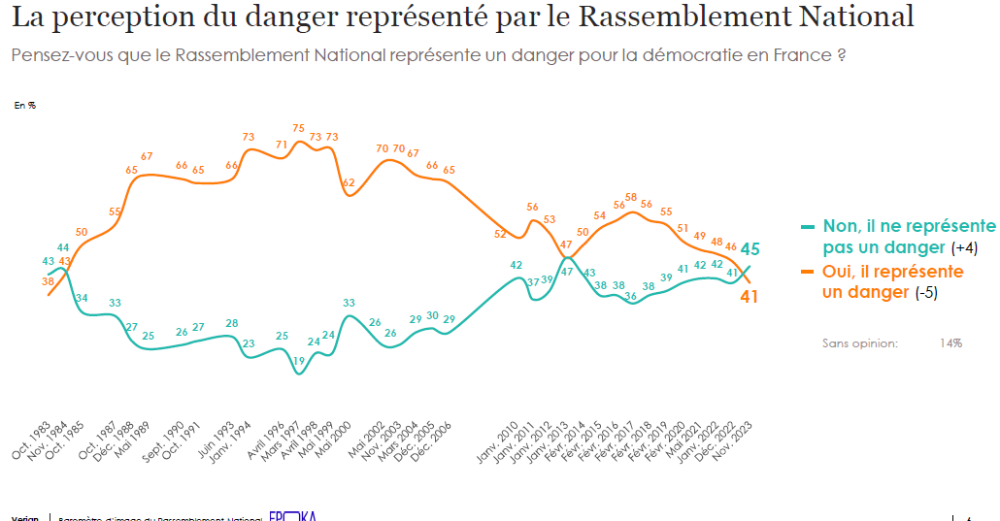 La perception du danger représenté par le Rassemblement National
Pensez-vous que le Rassemblement National représente un danger pour la démocratie en France ?
En %
43 44 34 33 27 25 26 27 28 23 25 19 24 24 33 26 26 29 30 29 42 37 39 47 43 38 38 36 38 39 41 42 42 41 45
38 43 50 55 65 67 66 65 66 73 71 75 73 73 62 70 70 67 66 65 52 56 53 47 50 54 56 58 56 55 51 49 48 46 41
Non, il ne représente
pas un danger (+4)
Oui, il représente
un danger (-5)
Sans opinion: 14%
Oct. 1983
Nov. 1984
Oct. 1985
Oct. 1987
Déc. 1988
Mai 1989
Sept. 1990
Oct. 1991
Juin 1993
Janv. 1994
Avril 1996
Mars 1997
Avril 1998
Mai 1999
Mai 2000
Mai 2002
Nov. 2003
Mars 2004
Déc. 2005
Déc. 2006
Janv. 2010
Janv. 2011
Janv. 2012
Janv. 2013
Févr. 2014
Févr. 2015
Févr. 2016
Févr. 2017
Févr. 2018
Févr. 2019
Févr. 2020
Mai 2021
Janv. 2022
Déc. 2022
Nov. 2023
Verian | Baromètre d'image du Rassemblement National EPOKA